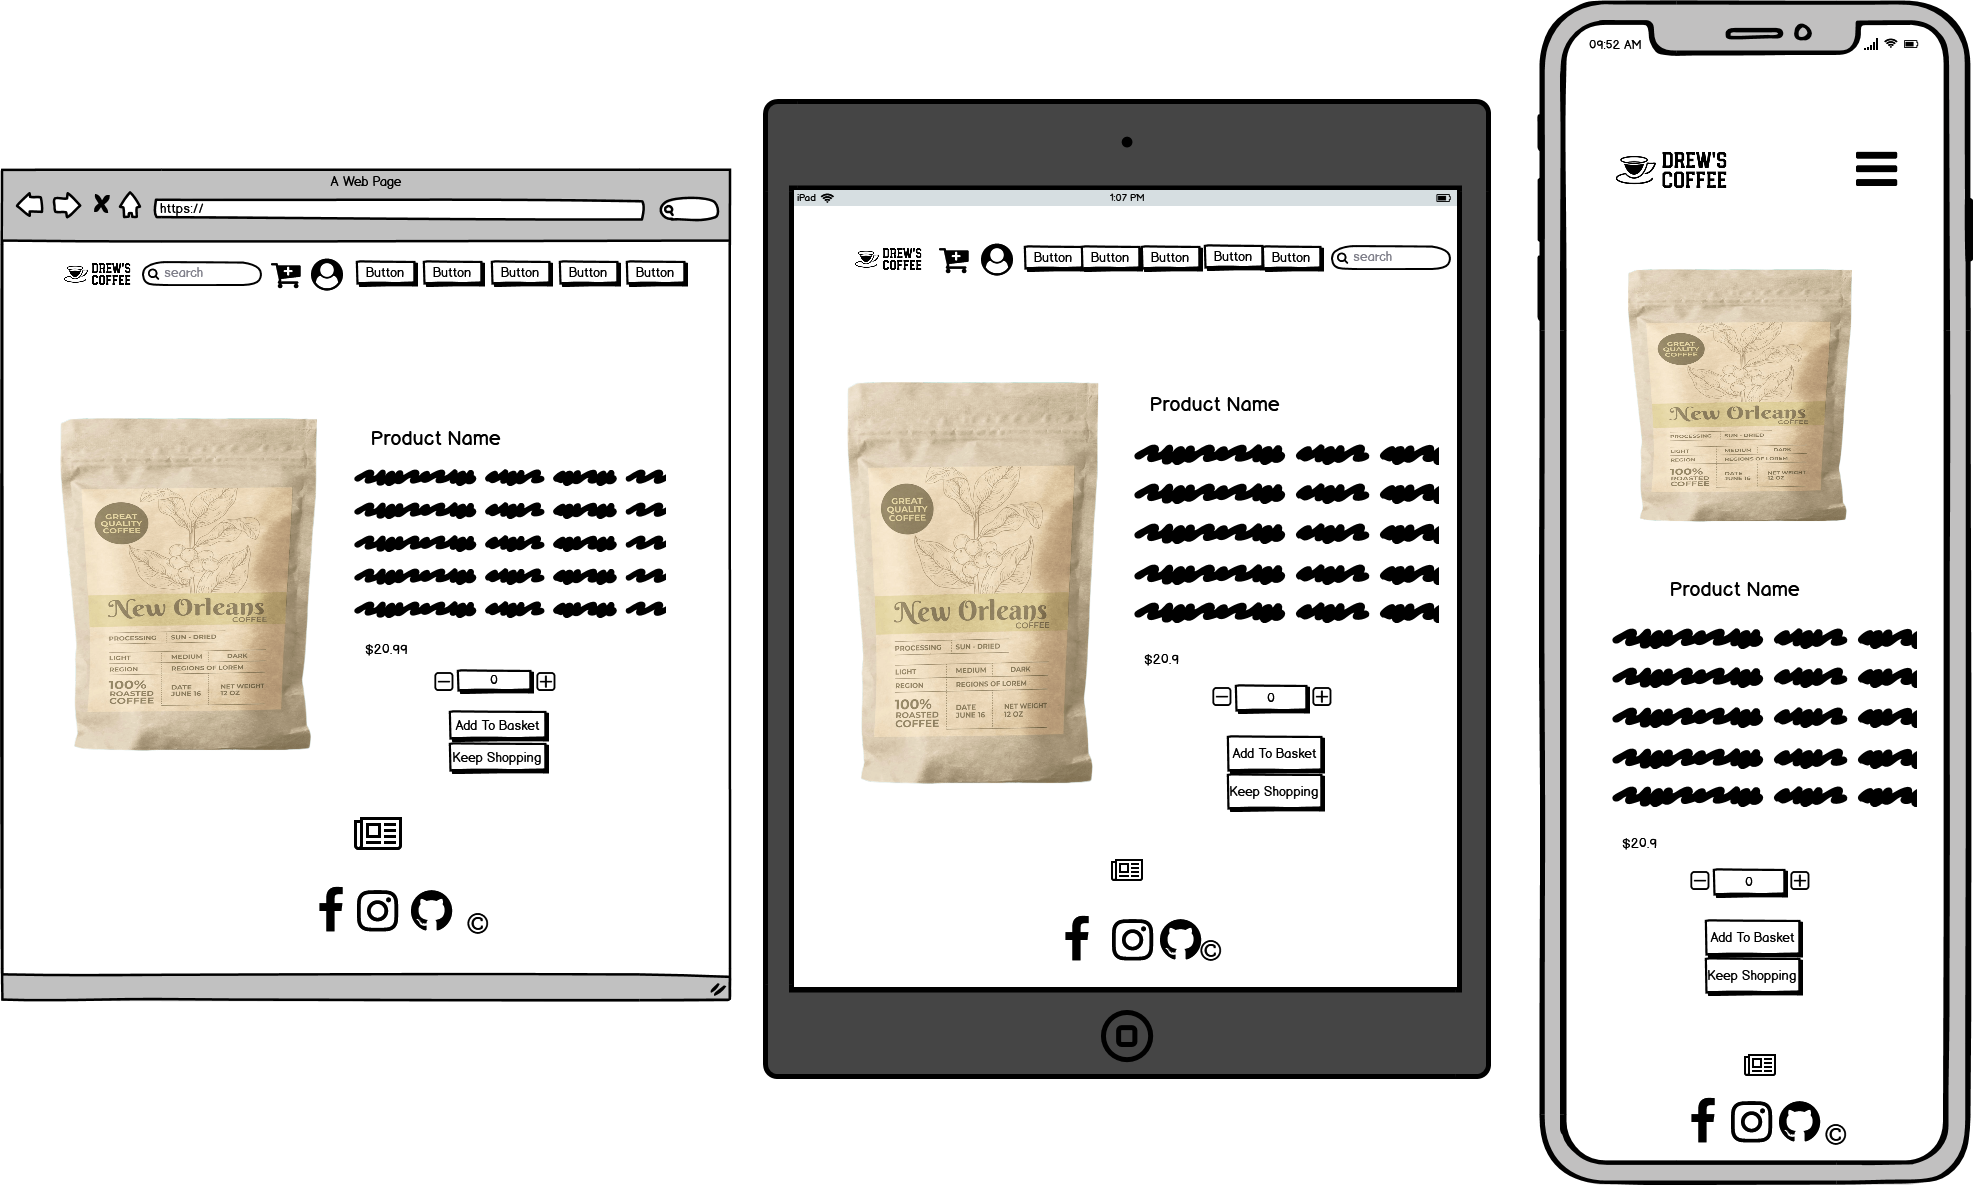 A Web Page
https://
DREW'S
COFFEE
search
Button Button Button Button Button
Product Name
GREAT
QUALITY
COFFEE
New Orleans
COFFEE
PROCESSING SUN - DRIED
LIGHT MEDIUM DARK
REGION REGIONS OF LOREM
100%
ROASTED
COFFEE
DATE
JUNE 16
NET WEIGHT
12 OZ
$20.99
0
Add To Basket
Keep Shopping
©
iPad 1:07 PM
DREW'S
COFFEE
Button Button Button Button Button
search
Product Name
GREAT
QUALITY
COFFEE
New Orleans
COFFEE
PROCESSING SUN - DRIED
LIGHT MEDIUM DARK
REGION REGIONS OF LOREM
100%
ROASTED
COFFEE
DATE
JUNE 16
NET WEIGHT
12 OZ
$20.9
0
Add To Basket
Keep Shopping
©
09:52 AM
DREW'S
COFFEE
GREAT
QUALITY
COFFEE
New Orleans
COFFEE
PROCESSING SUN - DRIED
LIGHT MEDIUM DARK
REGION REGIONS OF LOREM
100%
ROASTED
COFFEE
DATE
JUNE 16
NET WEIGHT
12 OZ
Product Name
$20.9
0
Add To Basket
Keep Shopping
©